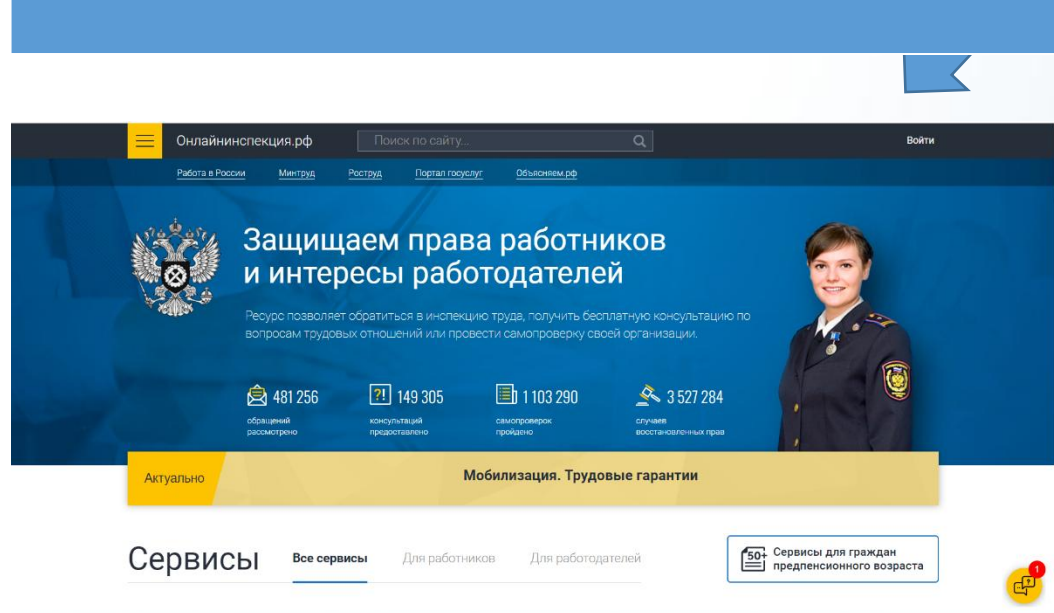 Онлайнинспекция.рф
Поиск по сайту...
Войти
Работа в России Минтруд Роструд Портал госуслуг Объясняем.рф
Защищаем права работников
и интересы работодателей
Ресурс позволяет обратиться в инспекцию труда, получить бесплатную консультацию по
вопросам трудовых отношений или провести самопроверку своей организации.
481 256
обращений
рассмотрено
?! 149 305
консультаций
предоставлено
1 103 290
самопроверок
пройдено
3 527 284
случаев
восстановленных прав
Актуально
Мобилизация. Трудовые гарантии
Сервисы
Все сервисы
Для работников
Для работодателей
50+
Сервисы для граждан
предпенсионного возраста
1